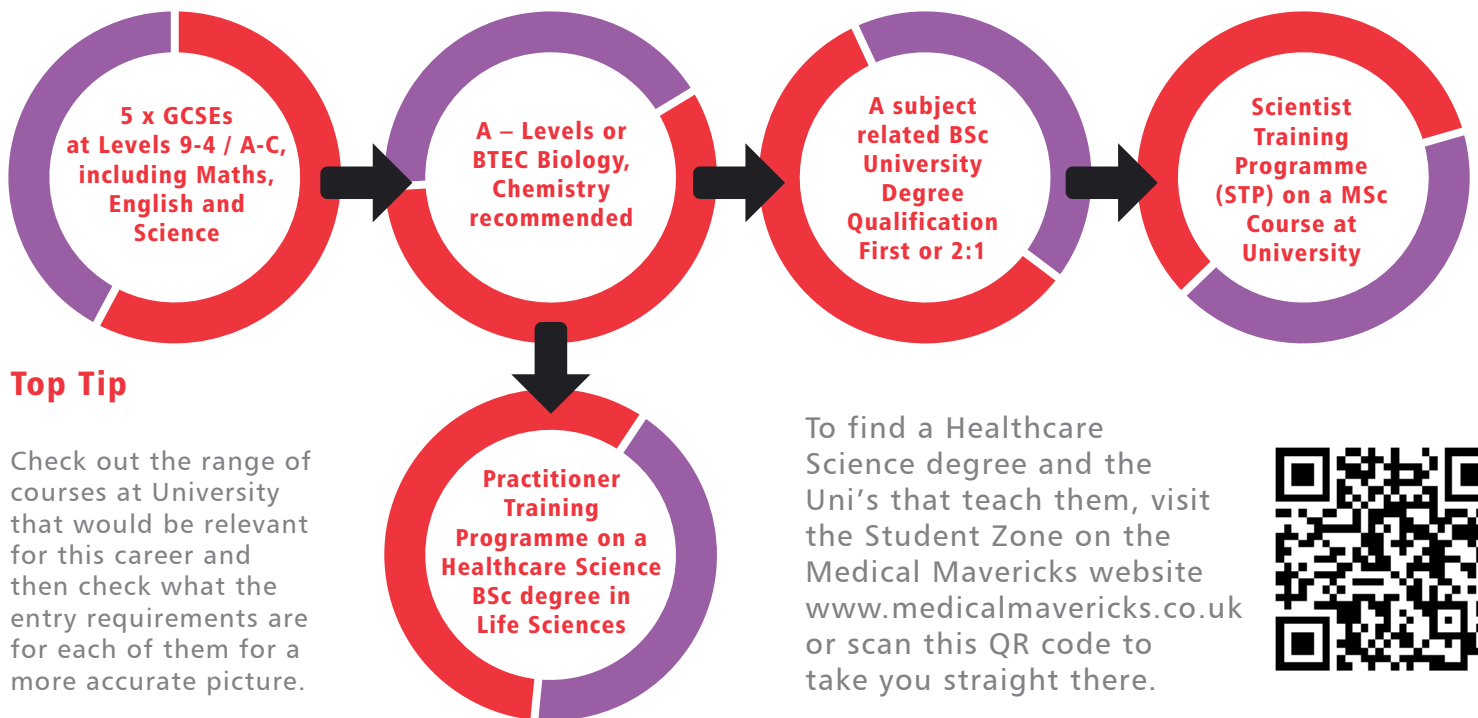 5 x GCSEs
at Levels 9-4 / A-C,
including Maths,
English and
Science
A – Levels or
BTEC Biology,
Chemistry
recommended
A subject
related BSc
University
Degree
Qualification
First or 2:1
Scientist
Training
Programme
(STP) on a MSc
Course at
University
Top Tip
Check out the range of
courses at University
that would be relevant
for this career and
then check what the
entry requirements are
for each of them for a
more accurate picture.
Practitioner
Training
Programme on a
Healthcare Science
BSc degree in
Life Sciences
To find a Healthcare
Science degree and the
Uni’s that teach them, visit
the Student Zone on the
Medical Mavericks website
www.medicalmavericks.co.uk
or scan this QR code to
take you straight there.